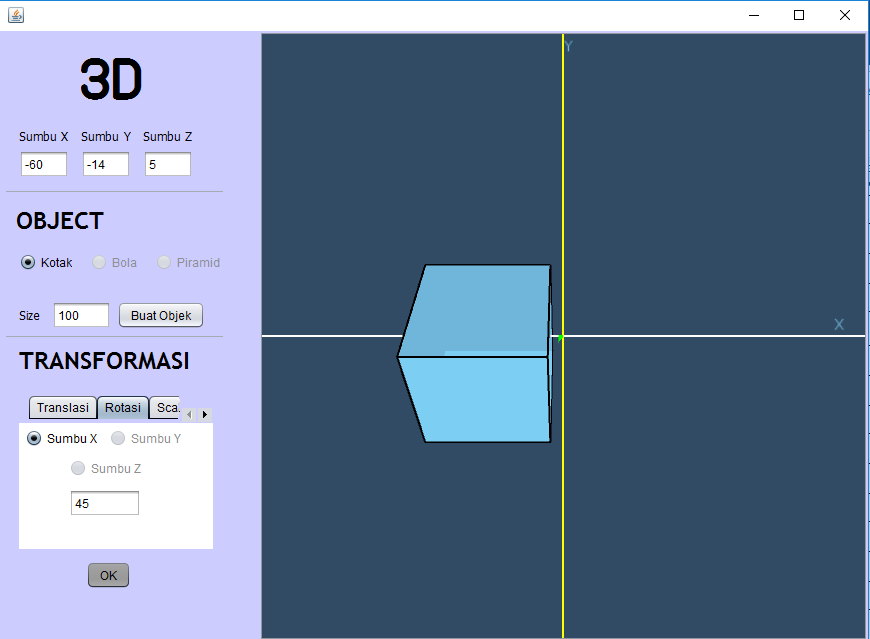 3D
Sumbu X Sumbu Y Sumbu Z
-60 -14 5
OBJECT
Kotak Bola Piramid
Size 100 Buat Objek
TRANSFORMASI
Translasi Rotasi Sca
Sumbu X Sumbu Y
Sumbu Z
45
OK
Y
X